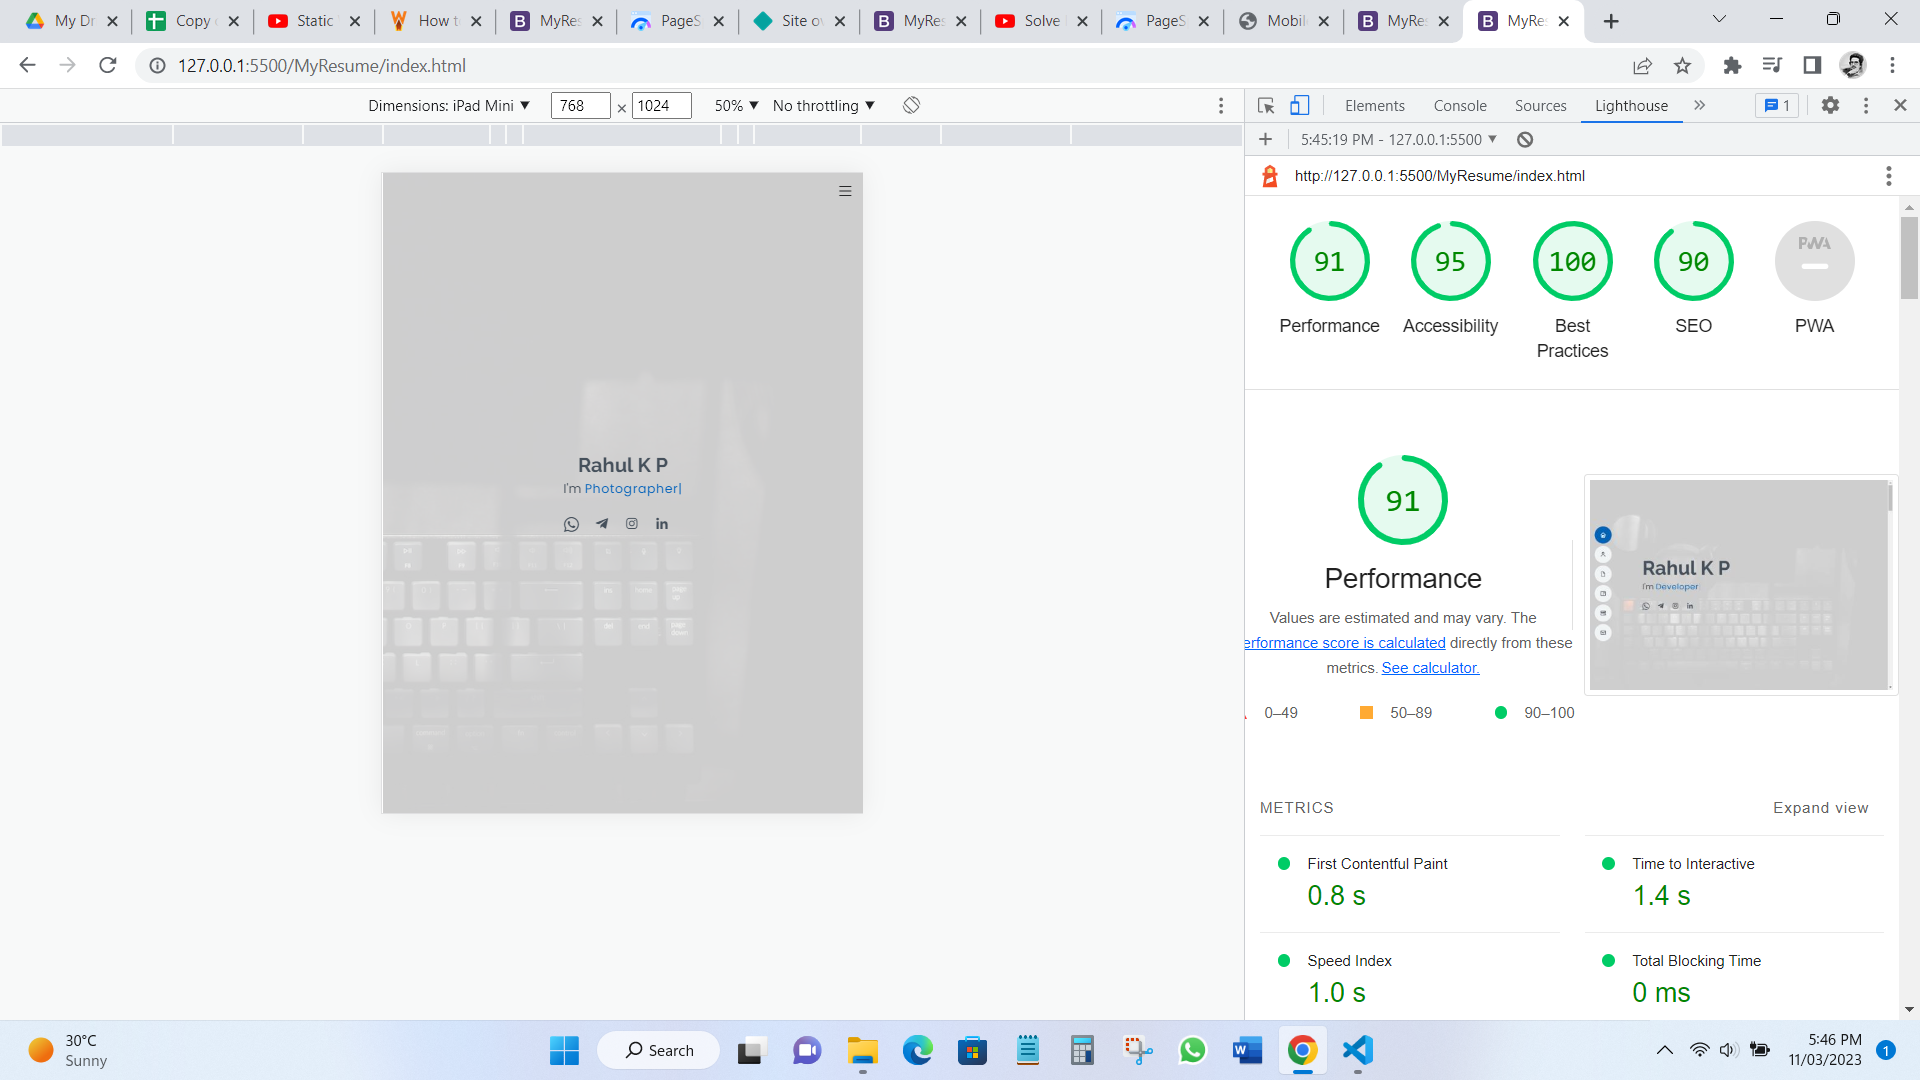 My Dr
Copy
Static
How t
MyRes
PageS
Site o
MyRes
Solve
PageS
Mobil
MyRe
MyRe
127.0.0.1:5500/MyResume/index.html
Dimensions: iPad Mini ▼ 768 × 1024 50% ▼ No throttling ▼
Elements Console Sources Lighthouse » 1
5:45:19 PM - 127.0.0.1:5500 ▼
http://127.0.0.1:5500/MyResume/index.html
91 95 100 90 PWA
Performance Accessibility Best Practices SEO PWA
Rahul K P
I'm Photographer|
91
Performance
Values are estimated and may vary. The
erformance score is calculated directly from these
metrics. See calculator.
0–49 50–89 90–100
Rahul K P
I'm Developer
METRICS Expand view
First Contentful Paint
0.8 s
Time to Interactive
1.4 s
Speed Index
1.0 s
Total Blocking Time
0 ms
30°C
Sunny
Search
5:46 PM
11/03/2023
1